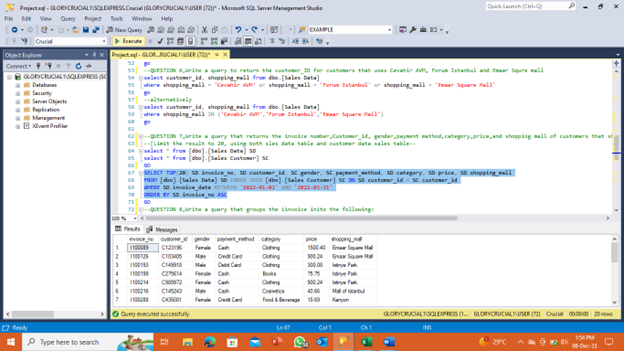 Project.sql - GLORYCRUCIAL1\SQLEXPRESS.Crucial (GLORYCRUCIAL1\USER (72))* - Microsoft SQL Server Management Studio
Quick Launch (Ctrl+Q)
File Edit View Query Project Tools Window Help
New Query
EXAMPLE
Crucial
Execute
Object Explorer
Project.sql - GLOR...RUCIAL1\USER (72))*
Connect
GLORYCRUCIAL1\SQLEXPRESS (S
Databases
Security
Server Objects
Replication
Management
XEvent Profiler
52 go
53 --QUESTION 6,Write a query to return the customer_ID for customers that uses Cevahir AVM, Forum Istanbul and Emaar Squre mall
54 select customer_id, shopping_mall from dbo.[Sales Data]
55 where shopping_mall = 'Cevahir AVM' or shopping_mall = 'Forum Istanbul' or shopping_mall = 'Emaar Square Mall'
56 go
57 --alternatively
58 select customer_id, shopping_mall from dbo.[Sales Data]
59 where shopping_mall IN ('Cevahir AVM','Forum Istanbul','Emaar Square Mall')
60 go
61
62 --QUESTION 7,Write a query that returns the invoice number,Customer_id, gender,payment_method,category,price,and shopping_mall of customers that sh
63 --(Limit the result to 20, using both sles data table and customer data sales table--
64 select * from [dbo].[Sales Data] SD
65 select * from [dbo].[Sales Customer] SC
66 GO
67 SELECT TOP(20) SD.invoice_no, SD.customer_id, SC.gender, SC.payment_method, SD.category, SD.price, SD.shopping_mall
68 FROM [dbo].[Sales Data] SD INNER JOIN [dbo].[Sales Customer] SC ON SD.customer_id = SC.customer_id
69 WHERE SD.invoice_date BETWEEN '2022-01-01' AND '2022-03-31'
70 ORDER BY SD.invoice_no ASC
71 GO
72 --QUESTION 8,Write a query that groups the iinvoice inito the following:
100 %
Results Messages
invoice_no customer_id gender payment_method category price shopping_mall
1 I100089 C123196 Female Cash Clothing 1500.40 Emaar Square Mall
2 I100126 C103405 Male Credit Card Clothing 900.24 Emaar Square Mall
3 I100193 C149918 Male Debit Card Clothing 300.08 Istinye Park
4 I100199 C279614 Female Cash Books 75.75 Istinye Park
5 I100214 C909972 Female Cash Clothing 900.24 Istinye Park
6 I100216 C145243 Male Cash Cosmetics 40.66 Mall of Istanbul
7 I100288 C435081 Female Credit Card Food & Beverage 15.69 Kanyon
Query executed successfully.
GLORYCRUCIAL1\SQLEXPRESS (1... GLORYCRUCIAL1\USER (72) Crucial 00:00:00 20 rows
Ready
Ln 67 Col 1 Ch 1 INS
Type here to search
29°C
1:54 PM
08-Dec-23